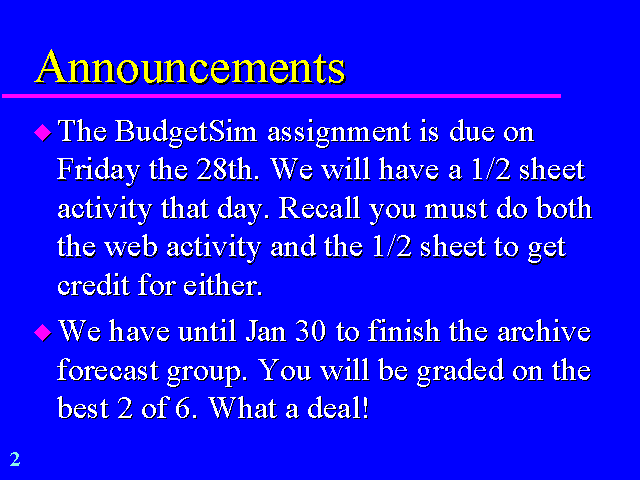 Announcements
The BudgetSim assignment is due on
Friday the 28th. We will have a 1/2 sheet
activity that day. Recall you must do both
the web activity and the 1/2 sheet to get
credit for either.
We have until Jan 30 to finish the archive
forecast group. You will be graded on the
best 2 of 6. What a deal!
2